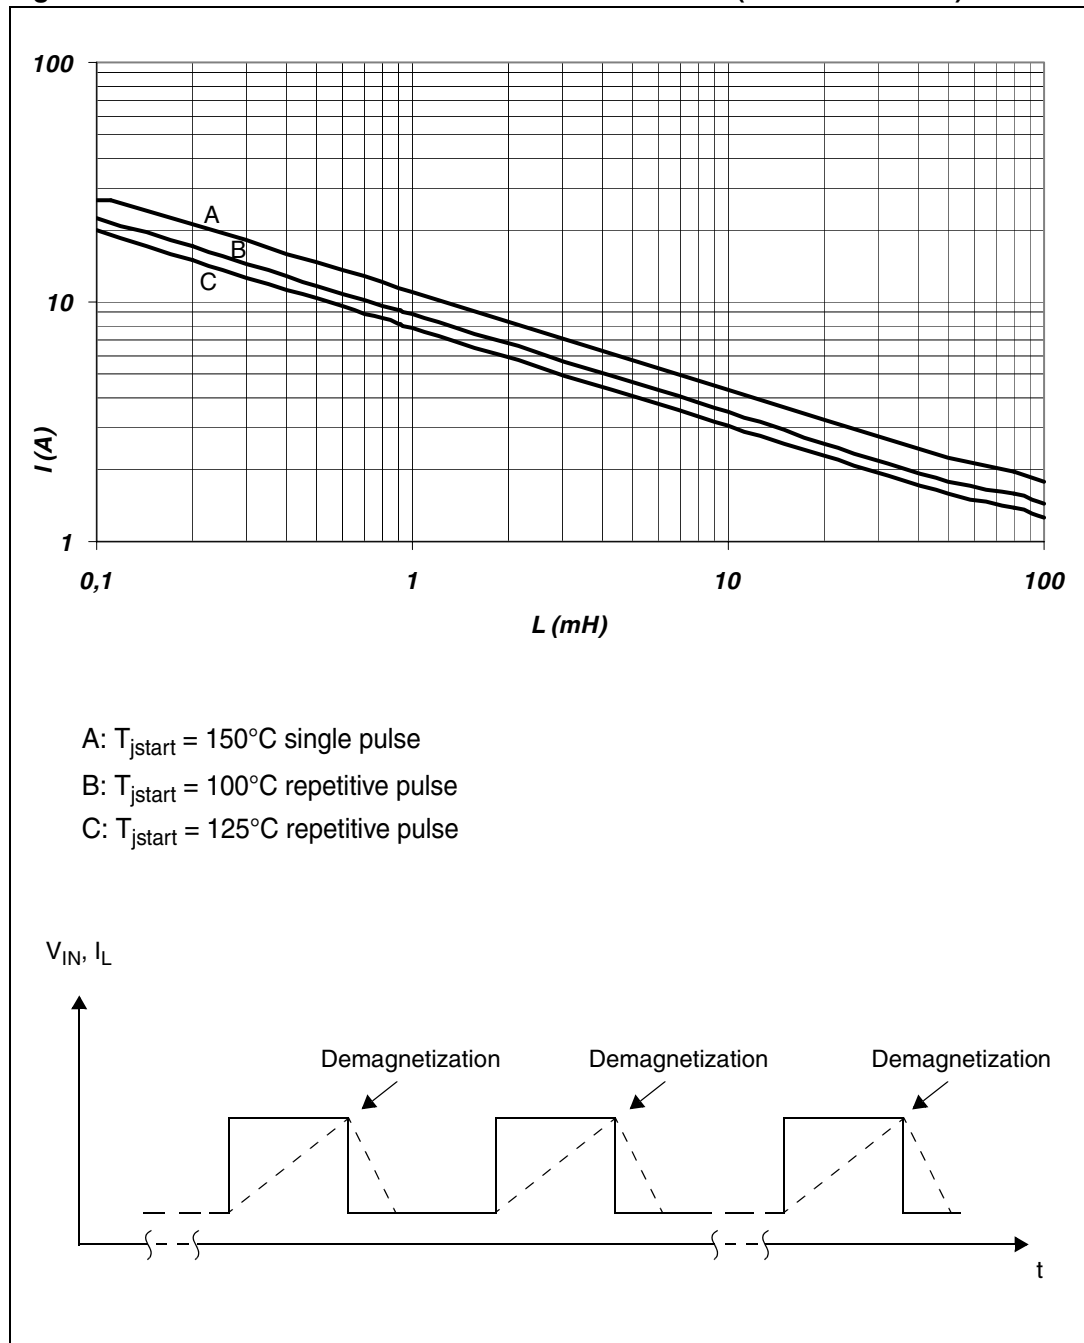 100
A
B
C
10
I (A)
1
0,1 1 10 100
L (mH)
A: Tjstart = 150°C single pulse
B: Tjstart = 100°C repetitive pulse
C: Tjstart = 125°C repetitive pulse
VIN, IL
Demagnetization Demagnetization Demagnetization
t